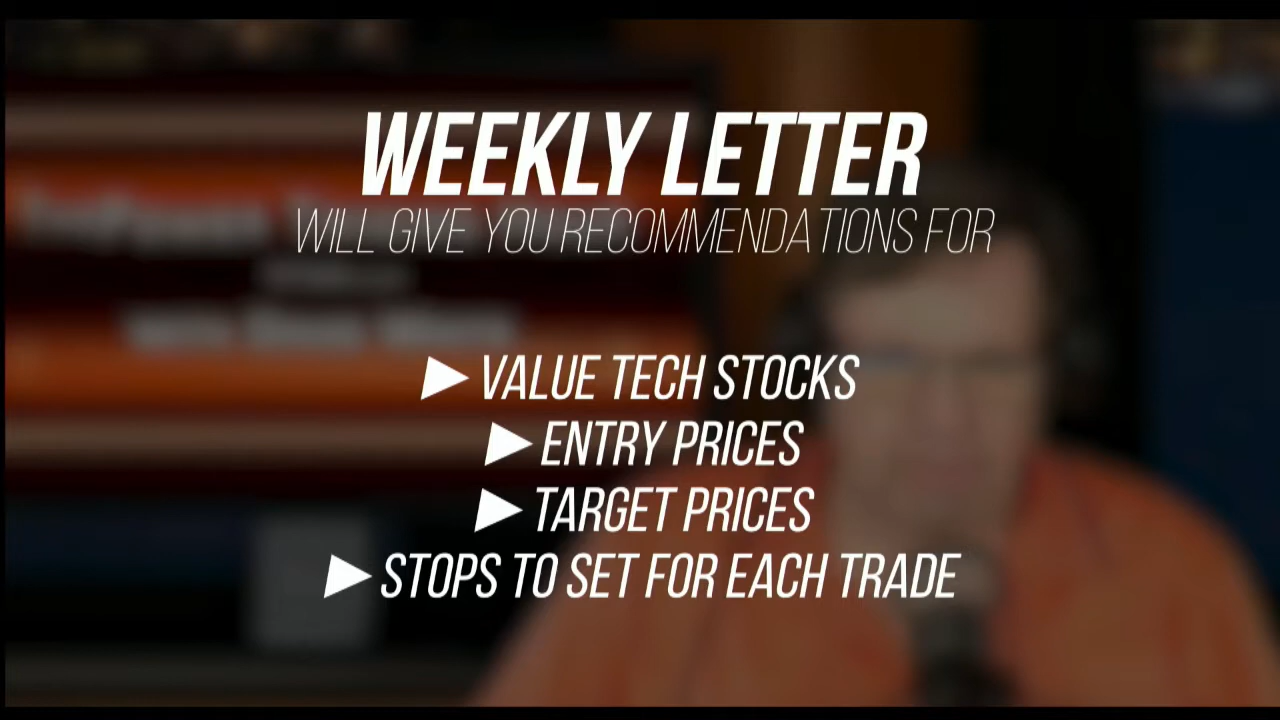 WEEKLY LETTER
WILL GIVE YOU RECOMMENDATIONS FOR
► VALUE TECH STOCKS
► ENTRY PRICES
► TARGET PRICES
► STOPS TO SET FOR EACH TRADE